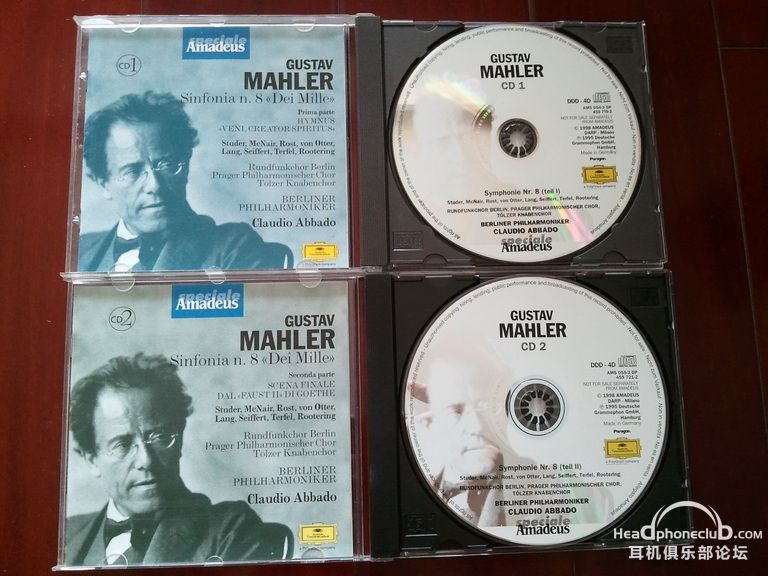 speciale
Amadeus
CD1
GUSTAV
MAHLER
Sinfonia n. 8 «Dei Mille»
Prima parte
HYMNUS
«VENI, CREATOR SPIRITUS»
Studer, McNair, Rost, von Otter,
Lang, Seiffert, Terfel, Rootering
Rundfunkchor Berlin
Prager Philharmonischer Chor
Tölzer Knabenchor
BERLINER
PHILHARMONIKER
Claudio Abbado
GUSTAV
MAHLER
CD 1
DDD - 4D
NOT FOR SALE SEPARATELY
FROM AMADEUS
℗ 1998 AMADEUS
DARP - Milano
℗ 1995 Deutsche
Grammophon GmbH,
Hamburg
Made in Germany
Paragon
Symphonie Nr. 8 (teil I)
Studer, McNair, Rost, von Otter, Lang, Seiffert, Terfel, Rootering
RUNDFUNKCHOR BERLIN, PRAGER PHILHARMONISCHER CHOR,
TÖLZER KNABENCHOR
BERLINER PHILHARMONIKER
CLAUDIO ABBADO
speciale
Amadeus
speciale
Amadeus
CD2
GUSTAV
MAHLER
Sinfonia n. 8 «Dei Mille»
Seconda parte
SCENA FINALE
DAL «FAUST II» DI GOETHE
Studer, McNair, Rost, von Otter,
Lang, Seiffert, Terfel, Rootering
Rundfunkchor Berlin
Prager Philharmonischer Chor
Tölzer Knabenchor
BERLINER
PHILHARMONIKER
Claudio Abbado
GUSTAV
MAHLER
CD 2
DDD - 4D
459 721-2
NOT FOR SALE SEPARATELY
FROM AMADEUS
℗ 1998 AMADEUS
DARP - Milano
℗ 1995 Deutsche
Grammophon GmbH,
Hamburg
Made in Germany
Paragon
Symphonie Nr. 8 (teil II)
Studer, McNair, Rost, von Otter, Lang, Seiffert, Terfel, Rootering
RUNDFUNKCHOR BERLIN, PRAGER PHILHARMONISCHER CHOR,
TÖLZER KNABENCHOR
BERLINER PHILHARMONIKER
CLAUDIO ABBADO
speciale
Amadeus
Headphoneclub.com
耳机俱乐部论坛